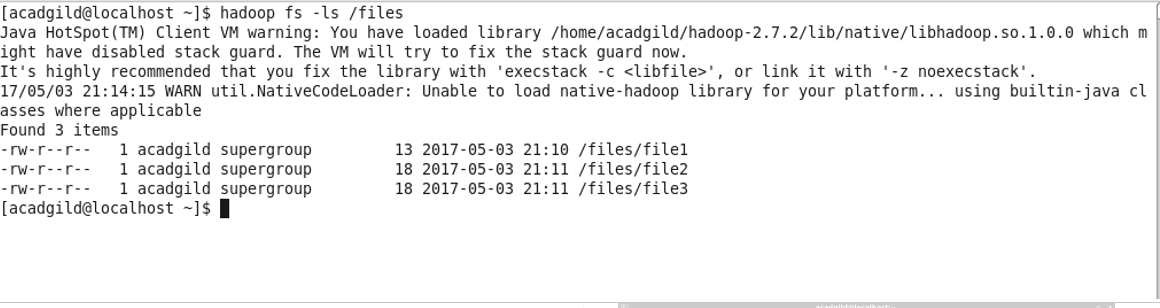 [acadgild@localhost ~]$ hadoop fs -ls /files
Java HotSpot(TM) Client VM warning: You have loaded library /home/acadgild/hadoop-2.7.2/lib/native/libhadoop.so.1.0.0 which m
ight have disabled stack guard. The VM will try to fix the stack guard now.
It's highly recommended that you fix the library with 'execstack -c <libfile>', or link it with '-z noexecstack'.
17/05/03 21:14:15 WARN util.NativeCodeLoader: Unable to load native-hadoop library for your platform... using builtin-java cl
asses where applicable
Found 3 items
-rw-r--r--   1 acadgild supergroup         13 2017-05-03 21:10 /files/file1
-rw-r--r--   1 acadgild supergroup         18 2017-05-03 21:11 /files/file2
-rw-r--r--   1 acadgild supergroup         18 2017-05-03 21:11 /files/file3
[acadgild@localhost ~]$